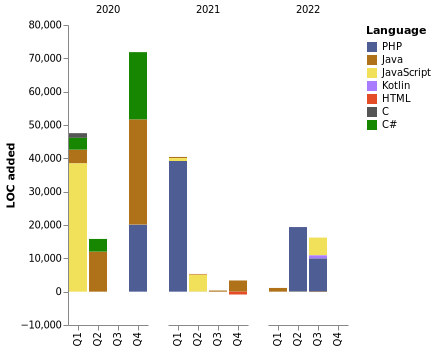 2020 2021 2022
80,000
70,000
60,000
50,000
40,000
30,000
20,000
10,000
0
−10,000
LOC added
Q1 Q2 Q3 Q4 Q1 Q2 Q3 Q4 Q1 Q2 Q3 Q4
Language
PHP
Java
JavaScript
Kotlin
HTML
C
C#